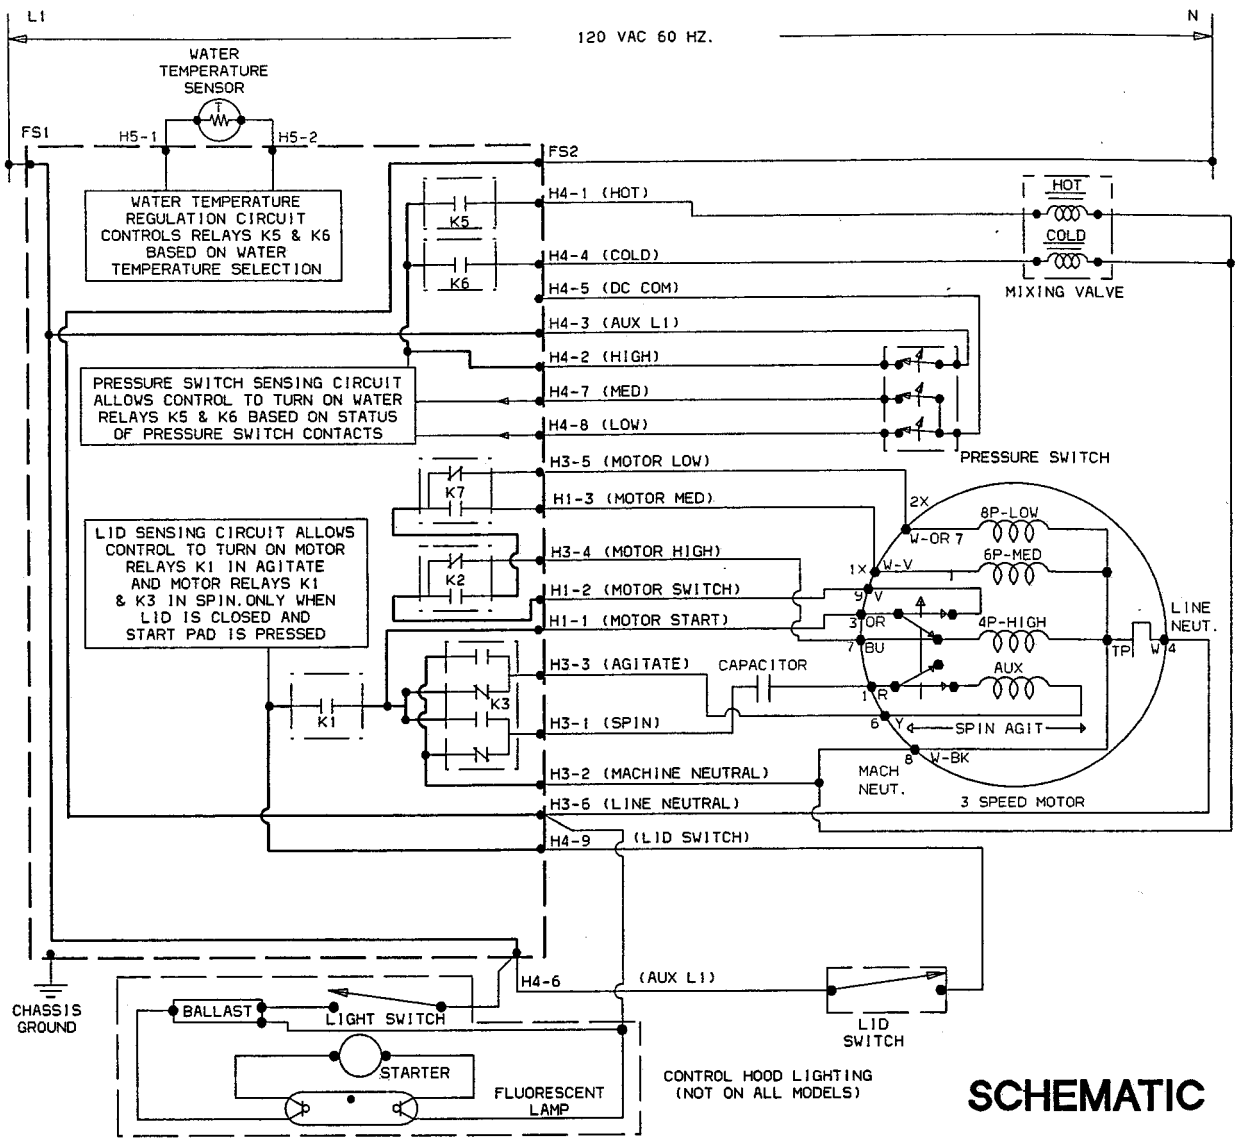 L1
N
120 VAC 60 HZ.
WATER
TEMPERATURE
SENSOR
T
FS1
H5-1
H5-2
FS2
H4-1 (HOT)
HOT
WATER TEMPERATURE
REGULATION CIRCUIT
CONTROLS RELAYS K5 & K6
BASED ON WATER
TEMPERATURE SELECTION
K5
COLD
H4-4 (COLD)
K6
H4-5 (DC COM)
MIXING VALVE
H4-3 (AUX L1)
H4-2 (HIGH)
PRESSURE SWITCH SENSING CIRCUIT
ALLOWS CONTROL TO TURN ON WATER
RELAYS K5 & K6 BASED ON STATUS
OF PRESSURE SWITCH CONTACTS
H4-7 (MED)
H4-8 (LOW)
PRESSURE SWITCH
H3-5 (MOTOR LOW)
K7
H1-3 (MOTOR MED)
2X
8P-LOW
W-OR 7
LID SENSING CIRCUIT ALLOWS
CONTROL TO TURN ON MOTOR
RELAYS K1 IN AGITATE
AND MOTOR RELAYS K1
& K3 IN SPIN.ONLY WHEN
LID IS CLOSED AND
START PAD IS PRESSED
H3-4 (MOTOR HIGH)
6P-MED
1X
W-V
1
K2
H1-2 (MOTOR SWITCH)
9
V
H1-1 (MOTOR START)
3
OR
4P-HIGH
LINE
NEUT.
7
BU
TP
W
4
H3-3 (AGITATE)
CAPACITOR
AUX
K3
1
R
K1
H3-1 (SPIN)
6
Y
SPIN AGIT
8
W-BK
H3-2 (MACHINE NEUTRAL)
MACH
NEUT.
H3-6 (LINE NEUTRAL)
3 SPEED MOTOR
H4-9 (LID SWITCH)
H4-6 (AUX L1)
CHASSIS
GROUND
BALLAST
LIGHT SWITCH
LID
SWITCH
STARTER
FLUORESCENT
LAMP
CONTROL HOOD LIGHTING
(NOT ON ALL MODELS)
SCHEMATIC